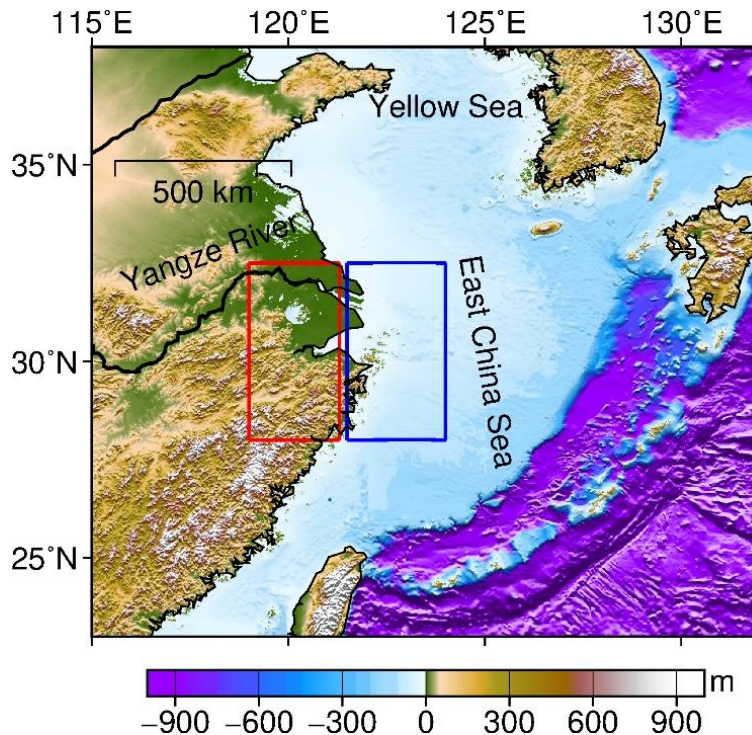 115°E 120°E 125°E 130°E
Yellow Sea
35°N
500 km
Yangze River
East China Sea
30°N
25°N
m
−900 −600 −300 0 300 600 900